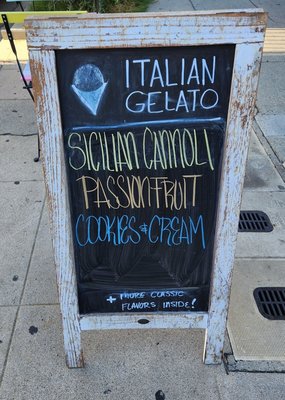 ITALIAN
GELATO
SICILIAN CANNOLI
PASSIONFRUIT
COOKIES & CREAM
+ MORE CLASSIC
FLAVORS INSIDE!